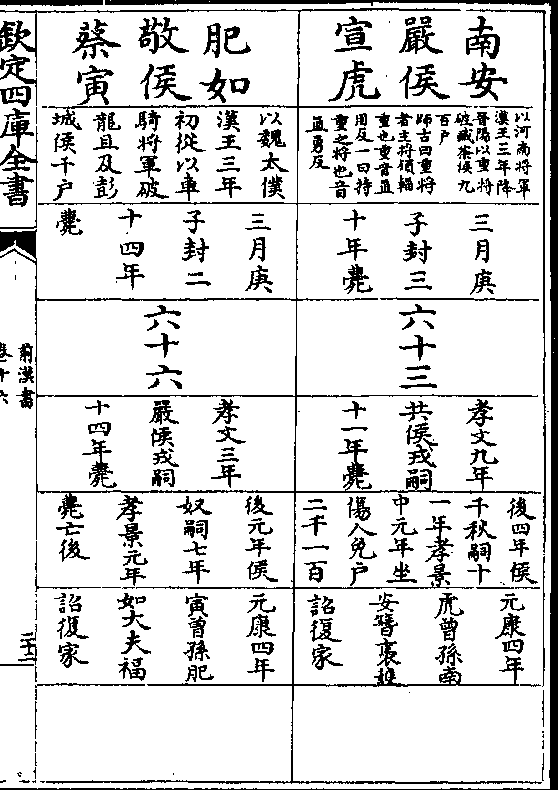 南安
嚴侯
宣虎
以河南將軍
漢王三年降
晉陽以重將
破臧荼侯九
百戶
師古曰重將
者主將領輜
重也重音直
用反一曰持
重之將也音
直勇反
三月庚
子封三
十年薨
六十三
孝文九年
共侯戎嗣
十一年薨
後四年侯
千秋嗣十
一年孝景
中元年坐
傷人免戶
二千一百
元康四年
虎曾孫南
安簪褭
詔復家
肥如
敬侯
蔡寅
以魏太僕
漢王三年
初從以車
騎將軍破
龍且及彭
城侯千戶
三月庚
子封二
十四年
薨
六十六
孝文三年
嚴侯戎嗣
十四年薨
後元年侯
奴嗣七年
孝景元年
薨亡後
元康四年
寅曾孫肥
如大夫福
詔復家
欽定四庫全書
前漢書
卷十六